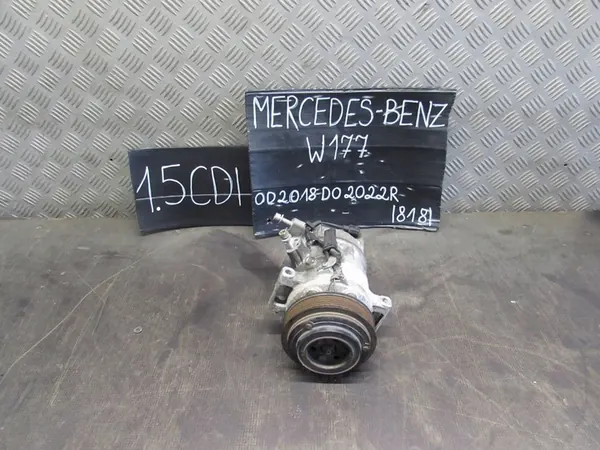 MERCEDES-BENZ
W177
1.5CDI
OD2018-DO2022R-
18181